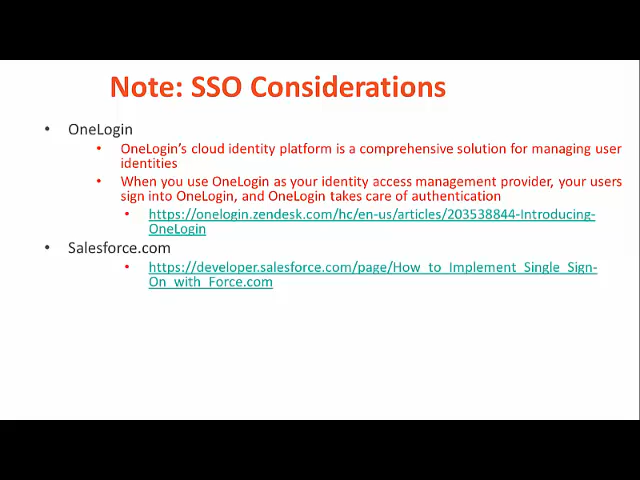 Note: SSO Considerations
• OneLogin
• OneLogin's cloud identity platform is a comprehensive solution for managing user
identities
• When you use OneLogin as your identity access management provider, your users
sign into OneLogin, and OneLogin takes care of authentication
• https://onelogin.zendesk.com/hc/en-us/articles/203538844-Introducing-
OneLogin
• Salesforce.com
• https://developer.salesforce.com/page/How_to_Implement_Single_Sign-
On_with_Force.com